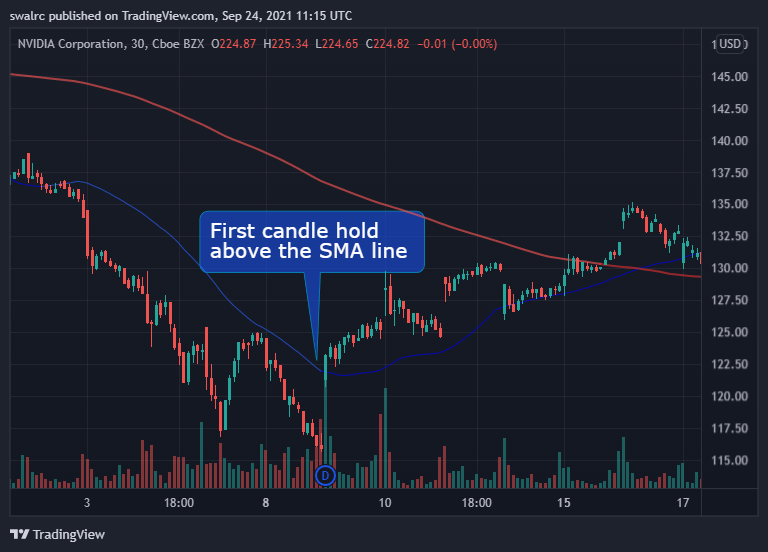 swalrc published on TradingView.com, Sep 24, 2021 11:15 UTC
NVIDIA Corporation, 30, Cboe BZX O224.87 H225.34 L224.65 C224.82 −0.01 (−0.00%)
USD
145.00
142.50
140.00
137.50
135.00
132.50
130.00
127.50
125.00
122.50
120.00
117.50
115.00
First candle hold
above the SMA line
D
3 18:00 8 10 18:00 15 17
TradingView